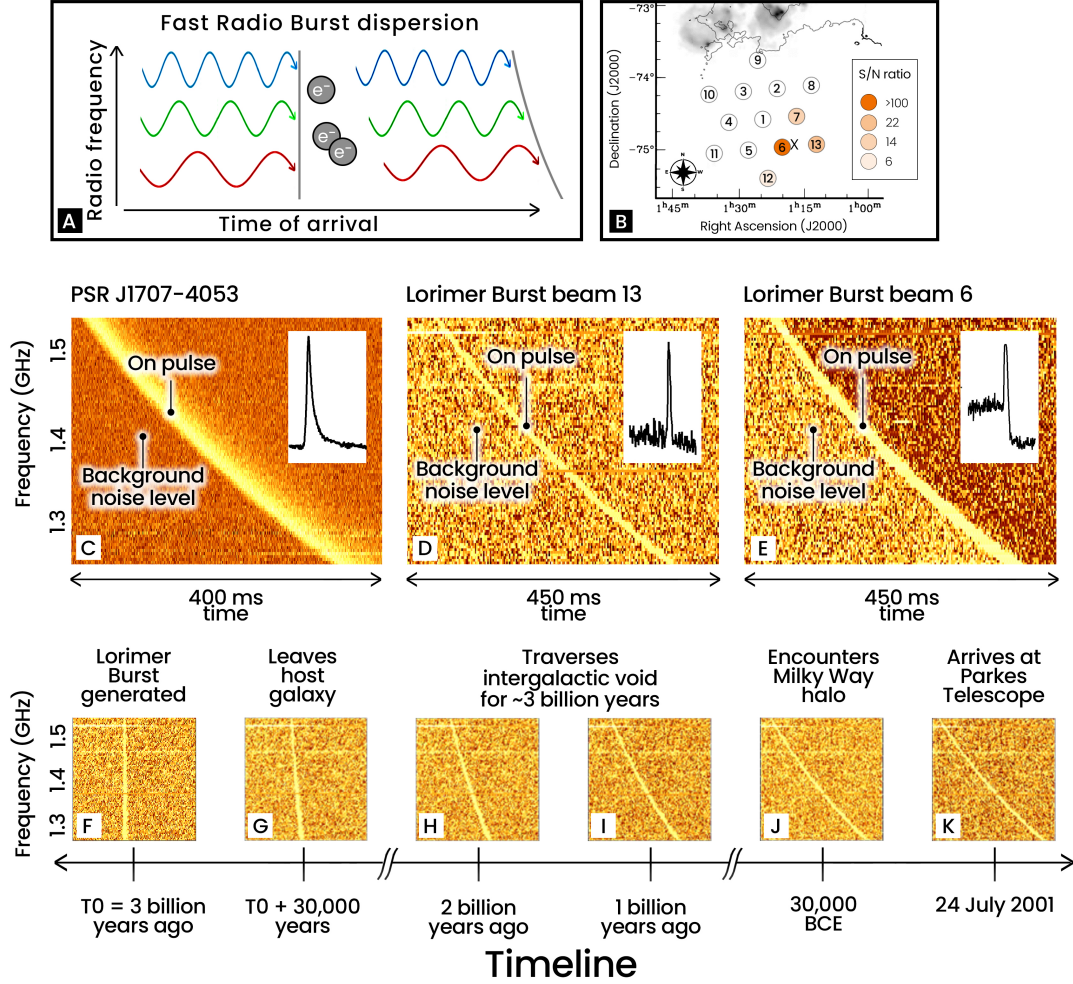 Fast Radio Burst dispersion
Radio frequency
e⁻
e⁻
e⁻
Time of arrival
A
-73°
-74°
-75°
Declination (J2000)
9
10
3
2
8
4
1
7
11
5
6
X
13
12
N
E
W
S
S/N ratio
>100
22
14
6
1ʰ45ᵐ
1ʰ30ᵐ
1ʰ15ᵐ
1ʰ00ᵐ
Right Ascension (J2000)
B
PSR J1707-4053
Lorimer Burst beam 13
Lorimer Burst beam 6
Frequency (GHz)
1.5
1.4
1.3
On pulse
Background
noise level
C
On pulse
Background
noise level
D
On pulse
Background
noise level
E
400 ms
time
450 ms
time
450 ms
time
Lorimer
Burst
generated
Leaves
host
galaxy
Traverses
intergalactic void
for ~3 billion years
Encounters
Milky Way
halo
Arrives at
Parkes
Telescope
Frequency (GHz)
1.5
1.4
1.3
F
G
H
I
J
K
T0 = 3 billion
years ago
T0 + 30,000
years
2 billion
years ago
1 billion
years ago
30,000
BCE
24 July 2001
Timeline